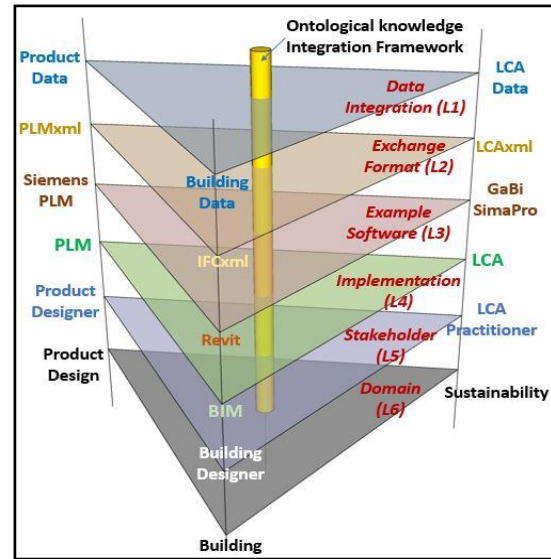 Ontological knowledge
Integration Framework
Product
Data
LCA
Data
Data
Integration (L1)
PLMxml
Building
Data
Exchange
Format (L2)
LCAxml
Siemens
PLM
IFCxml
Example
Software (L3)
GaBi
SimaPro
PLM
Revit
Implementation
(L4)
LCA
Product
Designer
BIM
Stakeholder
(L5)
LCA
Practitioner
Product
Design
Building
Designer
Domain
(L6)
Sustainability
Building